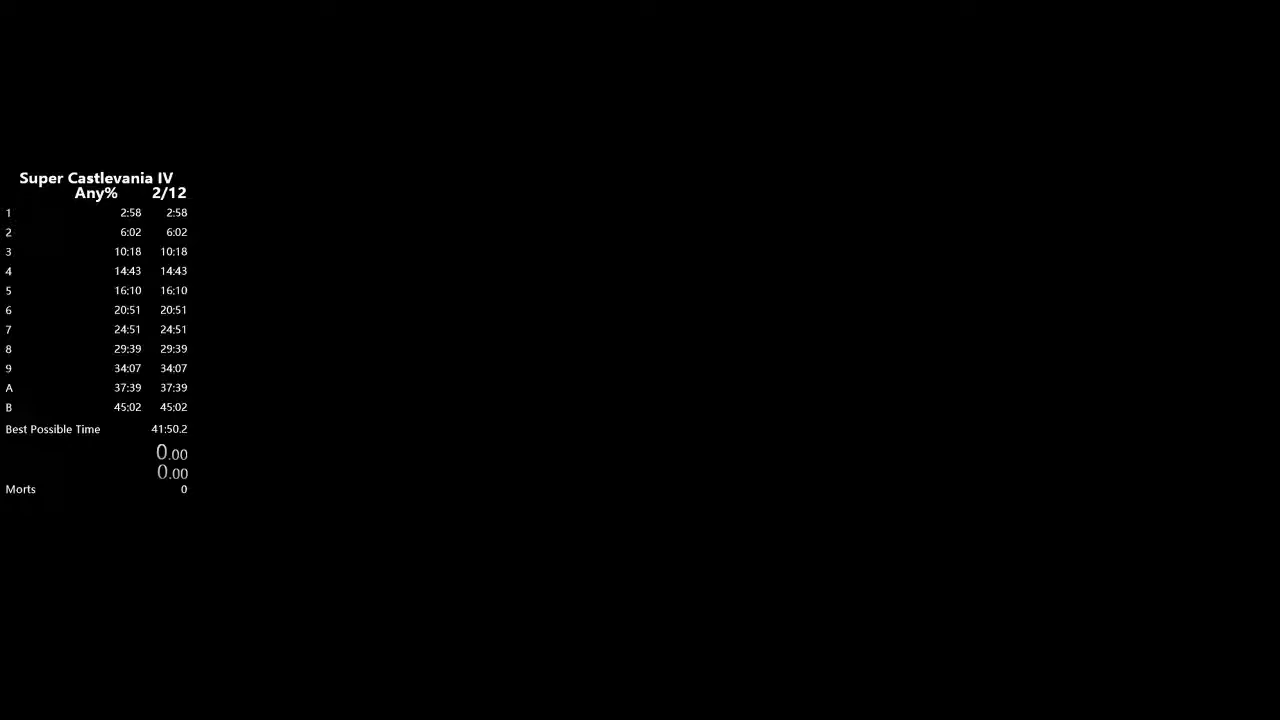 Super Castlevania IV
Any% 2/12
1 2:58 2:58
2 6:02 6:02
3 10:18 10:18
4 14:43 14:43
5 16:10 16:10
6 20:51 20:51
7 24:51 24:51
8 29:39 29:39
9 34:07 34:07
A 37:39 37:39
B 45:02 45:02
Best Possible Time 41:50.2
0.00
0.00
Morts 0